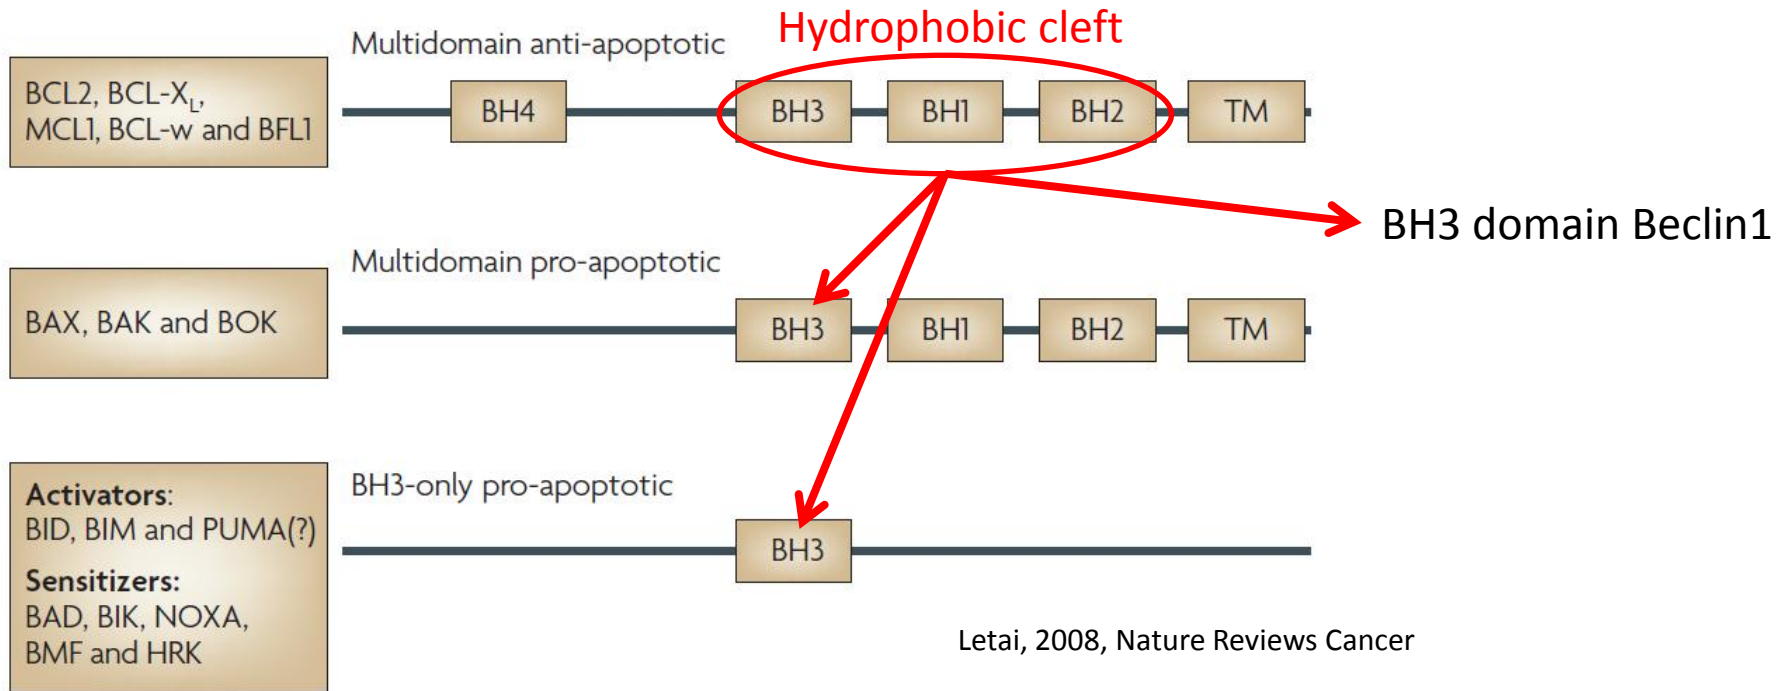 Hydrophobic cleft
Multidomain anti-apoptotic
BCL2, BCL-X_L,
MCL1, BCL-w and BFL1
BH4
BH3
BH1
BH2
TM
BH3 domain Beclin1
Multidomain pro-apoptotic
BAX, BAK and BOK
BH3
BH1
BH2
TM
BH3-only pro-apoptotic
Activators:
BID, BIM and PUMA(?)
Sensitizers:
BAD, BIK, NOXA,
BMF and HRK
BH3
Letai, 2008, Nature Reviews Cancer